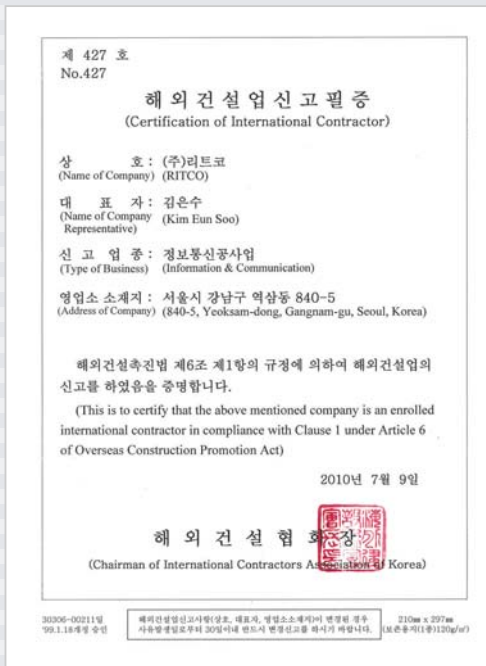 제 427 호
No.427
해외건설업신고필증
(Certification of International Contractor)
상 호 : (주)리트코
(Name of Company) (RITCO)
대 표 자 : 김은수
(Name of Company Representative) (Kim Eun Soo)
신 고 업 종 : 정보통신공사업
(Type of Business) (Information & Communication)
영업소 소재지 : 서울시 강남구 역삼동 840-5
(Address of Company) (840-5, Yeoksam-dong, Gangnam-gu, Seoul, Korea)
해외건설촉진법 제6조 제1항의 규정에 의하여 해외건설업의
신고를 하였음을 증명합니다.
(This is to certify that the above mentioned company is an enrolled
international contractor in compliance with Clause 1 under Article 6
of Overseas Construction Promotion Act)
2010년 7월 9일
해 외 건 설 협 회 장
(Chairman of International Contractors Association of Korea)
30306-00211일
'99.1.18개정 승인
해외건설업신고사항(상호, 대표자, 영업소소재지)이 변경된 경우
사유발생일로부터 30일이내 반드시 변경신고를 하시기 바랍니다.
210㎜ x 297㎜
(보존용지(1종)120g/㎡)